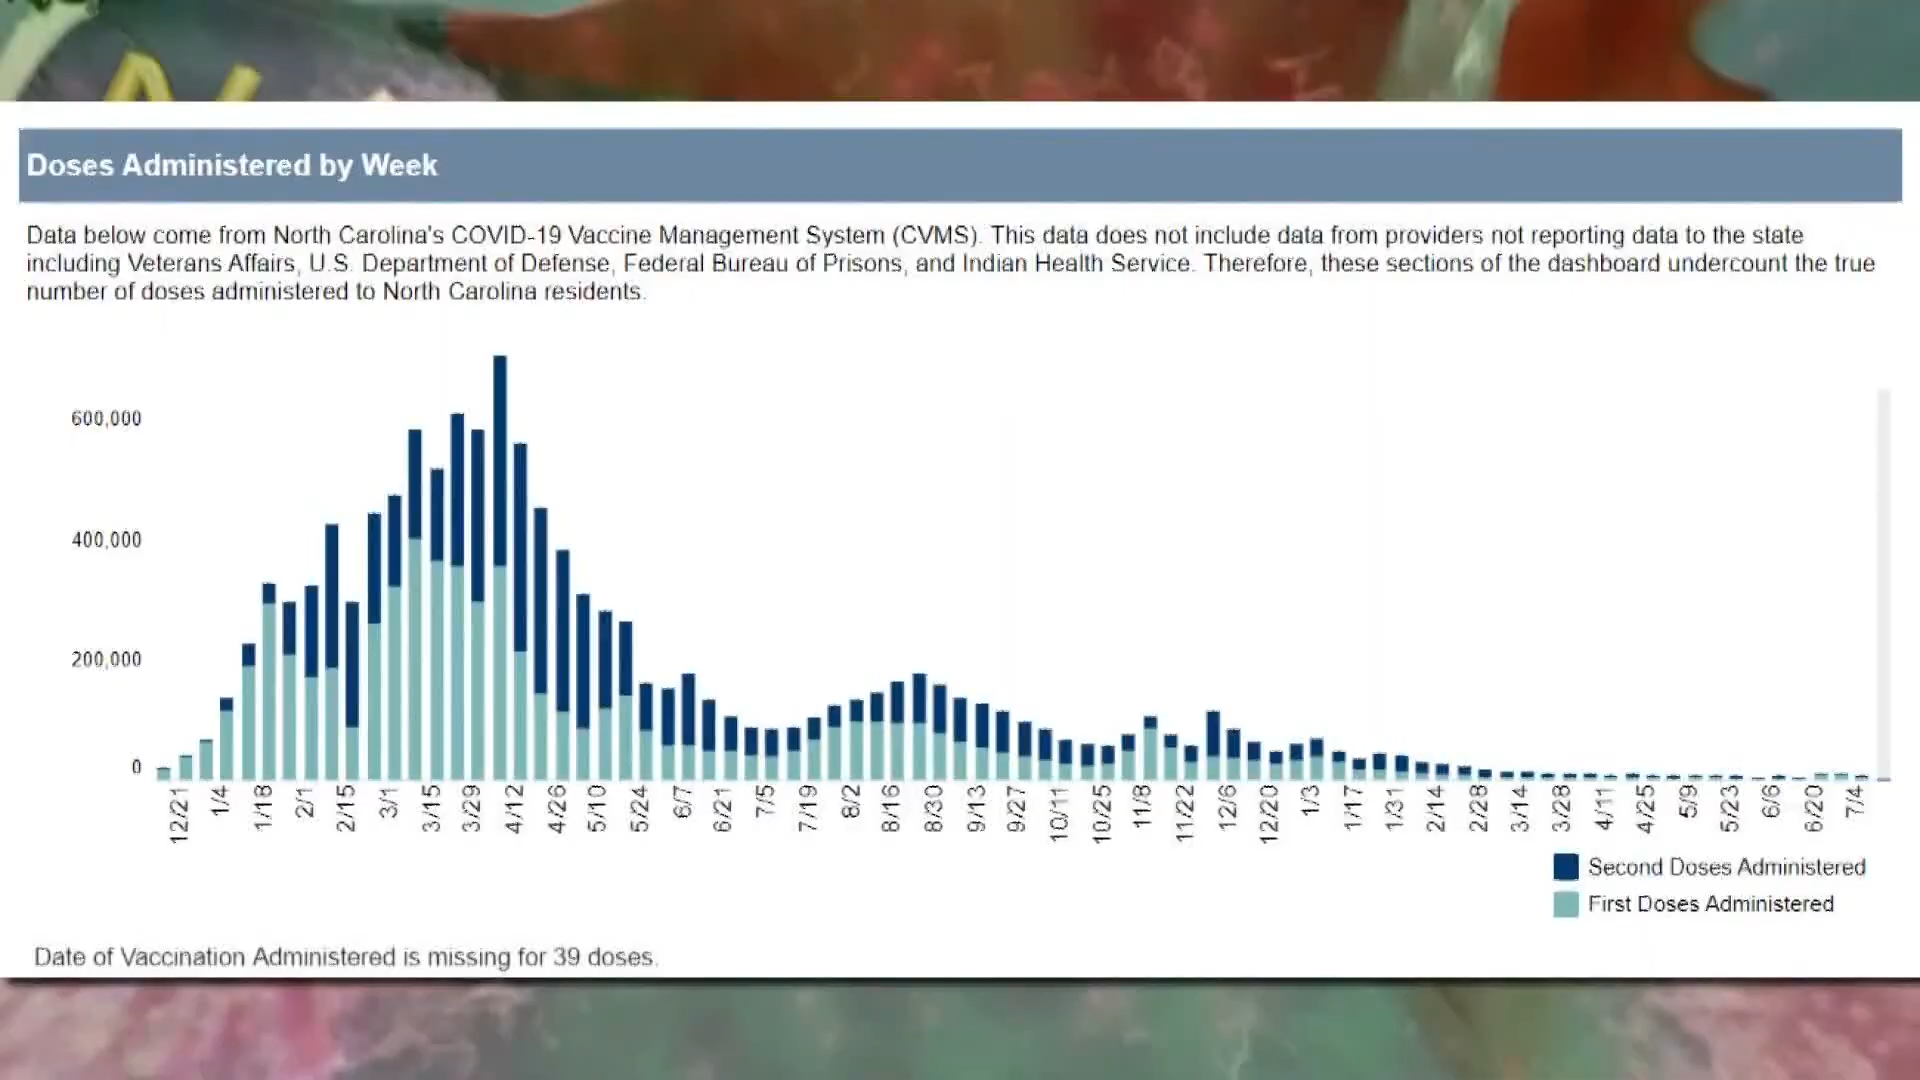 Doses Administered by Week
Data below come from North Carolina's COVID-19 Vaccine Management System (CVMS). This data does not include data from providers not reporting data to the state
including Veterans Affairs, U.S. Department of Defense, Federal Bureau of Prisons, and Indian Health Service. Therefore, these sections of the dashboard undercount the true
number of doses administered to North Carolina residents.
600,000
400,000
200,000
0
12/21 1/4 1/18 2/1 2/15 3/1 3/15 3/29 4/12 4/26 5/10 5/24 6/7 6/21 7/5 7/19 8/2 8/16 8/30 9/13 9/27 10/11 10/25 11/8 11/22 12/6 12/20 1/3 1/17 1/31 2/14 2/28 3/14 3/28 4/11 4/25 5/9 5/23 6/6 6/20 7/4
Second Doses Administered
First Doses Administered
Date of Vaccination Administered is missing for 39 doses.